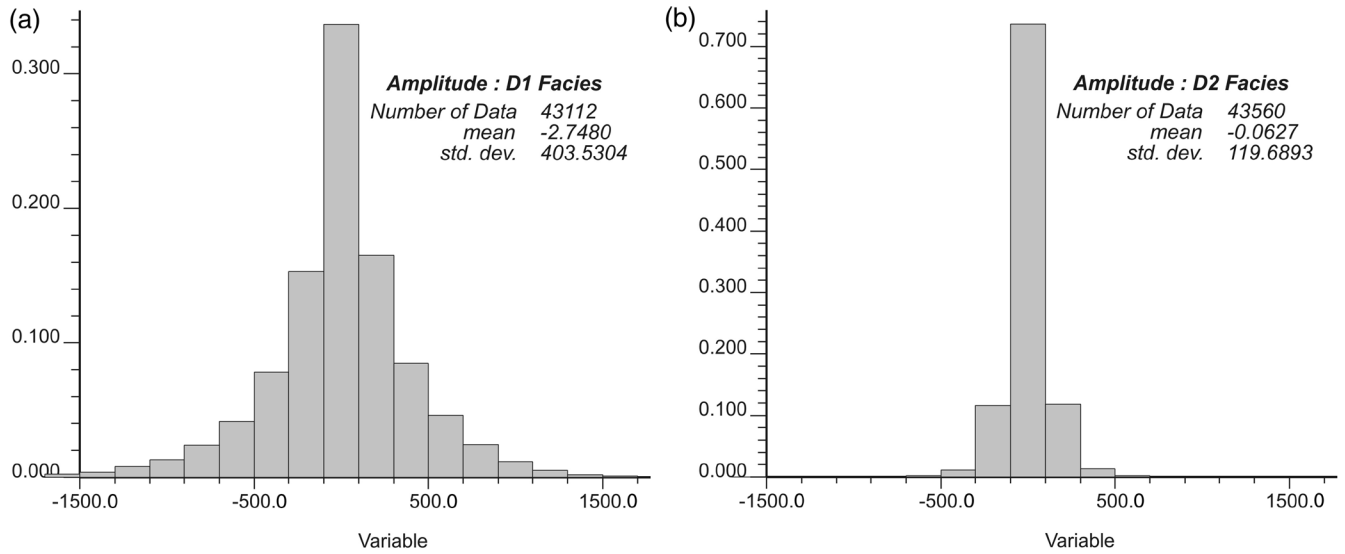 (a)
Amplitude : D1 Facies
Number of Data 43112
mean -2.7480
std. dev. 403.5304
0.300
0.200
0.100
0.000
-1500.0 -500.0 500.0 1500.0
Variable
(b)
Amplitude : D2 Facies
Number of Data 43560
mean -0.0627
std. dev. 119.6893
0.700
0.600
0.500
0.400
0.300
0.200
0.100
0.000
-1500.0 -500.0 500.0 1500.0
Variable